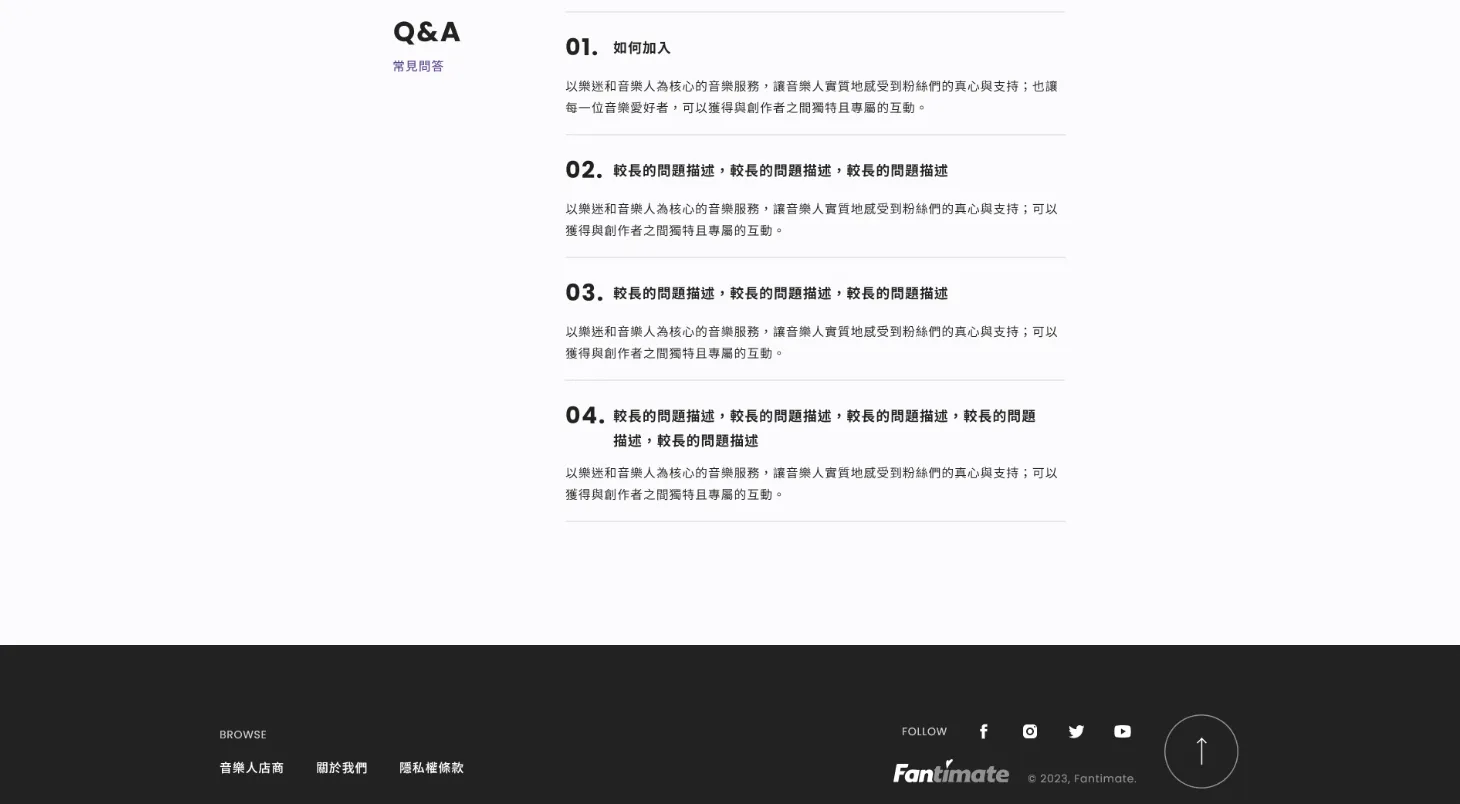 Q&A
常見問答
01. 如何加入
以樂迷和音樂人為核心的音樂服務，讓音樂人實質地感受到粉絲們的真心與支持；也讓
每一位音樂愛好者，可以獲得與創作者之間獨特且專屬的互動。
02. 較長的問題描述，較長的問題描述，較長的問題描述
以樂迷和音樂人為核心的音樂服務，讓音樂人實質地感受到粉絲們的真心與支持；可以
獲得與創作者之間獨特且專屬的互動。
03. 較長的問題描述，較長的問題描述，較長的問題描述
以樂迷和音樂人為核心的音樂服務，讓音樂人實質地感受到粉絲們的真心與支持；可以
獲得與創作者之間獨特且專屬的互動。
04. 較長的問題描述，較長的問題描述，較長的問題描述，較長的問題
描述，較長的問題描述
以樂迷和音樂人為核心的音樂服務，讓音樂人實質地感受到粉絲們的真心與支持；可以
獲得與創作者之間獨特且專屬的互動。
BROWSE
音樂人店商 關於我們 隱私權條款
FOLLOW
Fantimate © 2023, Fantimate.